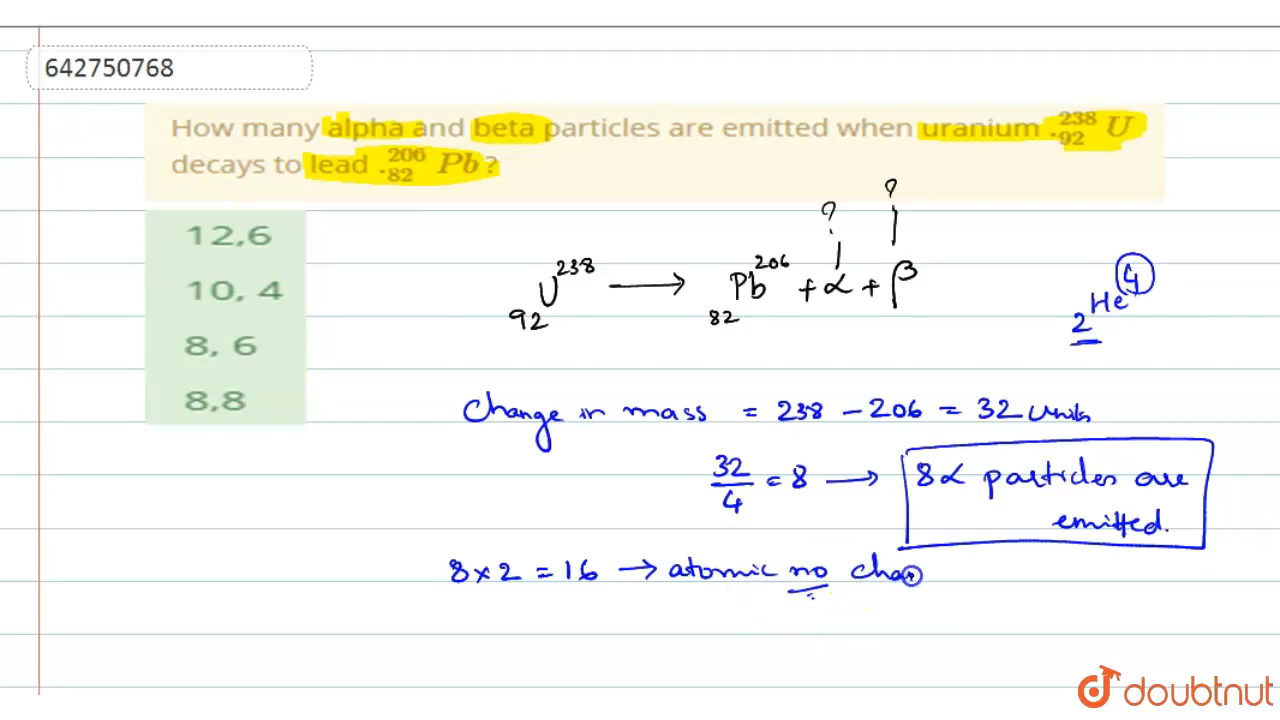 642750768
How many alpha and beta particles are emitted when uranium ._{92}^{238} U
decays to lead ._{82}^{206} Pb ?
12,6
10, 4
8, 6
8,8
? ?
_{92}U^{238} → _{82}Pb^{206} + α + β
_{2}He^{4}
Change in mass = 238 - 206 = 32 units
32/4 = 8 → 8α particles are
emitted.
8 × 2 = 16 → atomic no cha
doubtnut